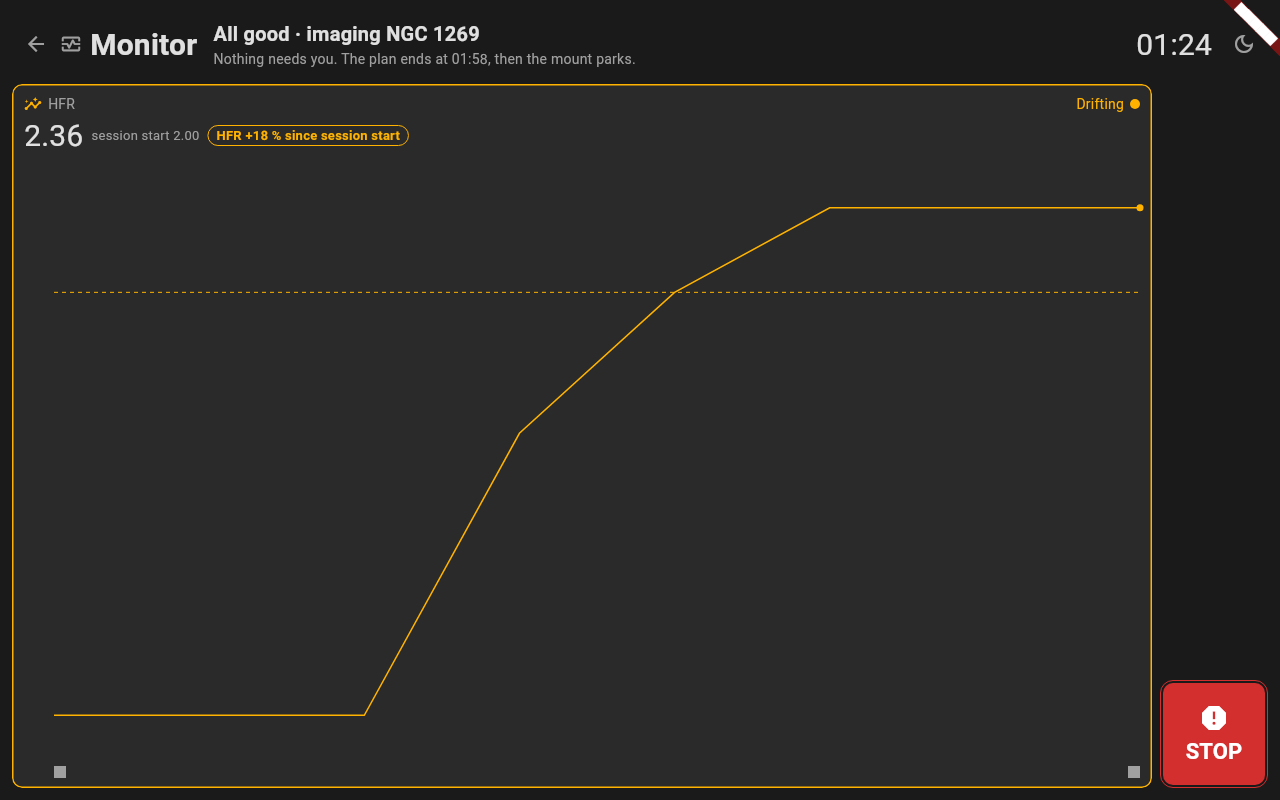 Monitor
All good · imaging NGC 1269
Nothing needs you. The plan ends at 01:58, then the mount parks.
01:24
HFR
Drifting
2.36
session start 2.00
HFR +18 % since session start
STOP